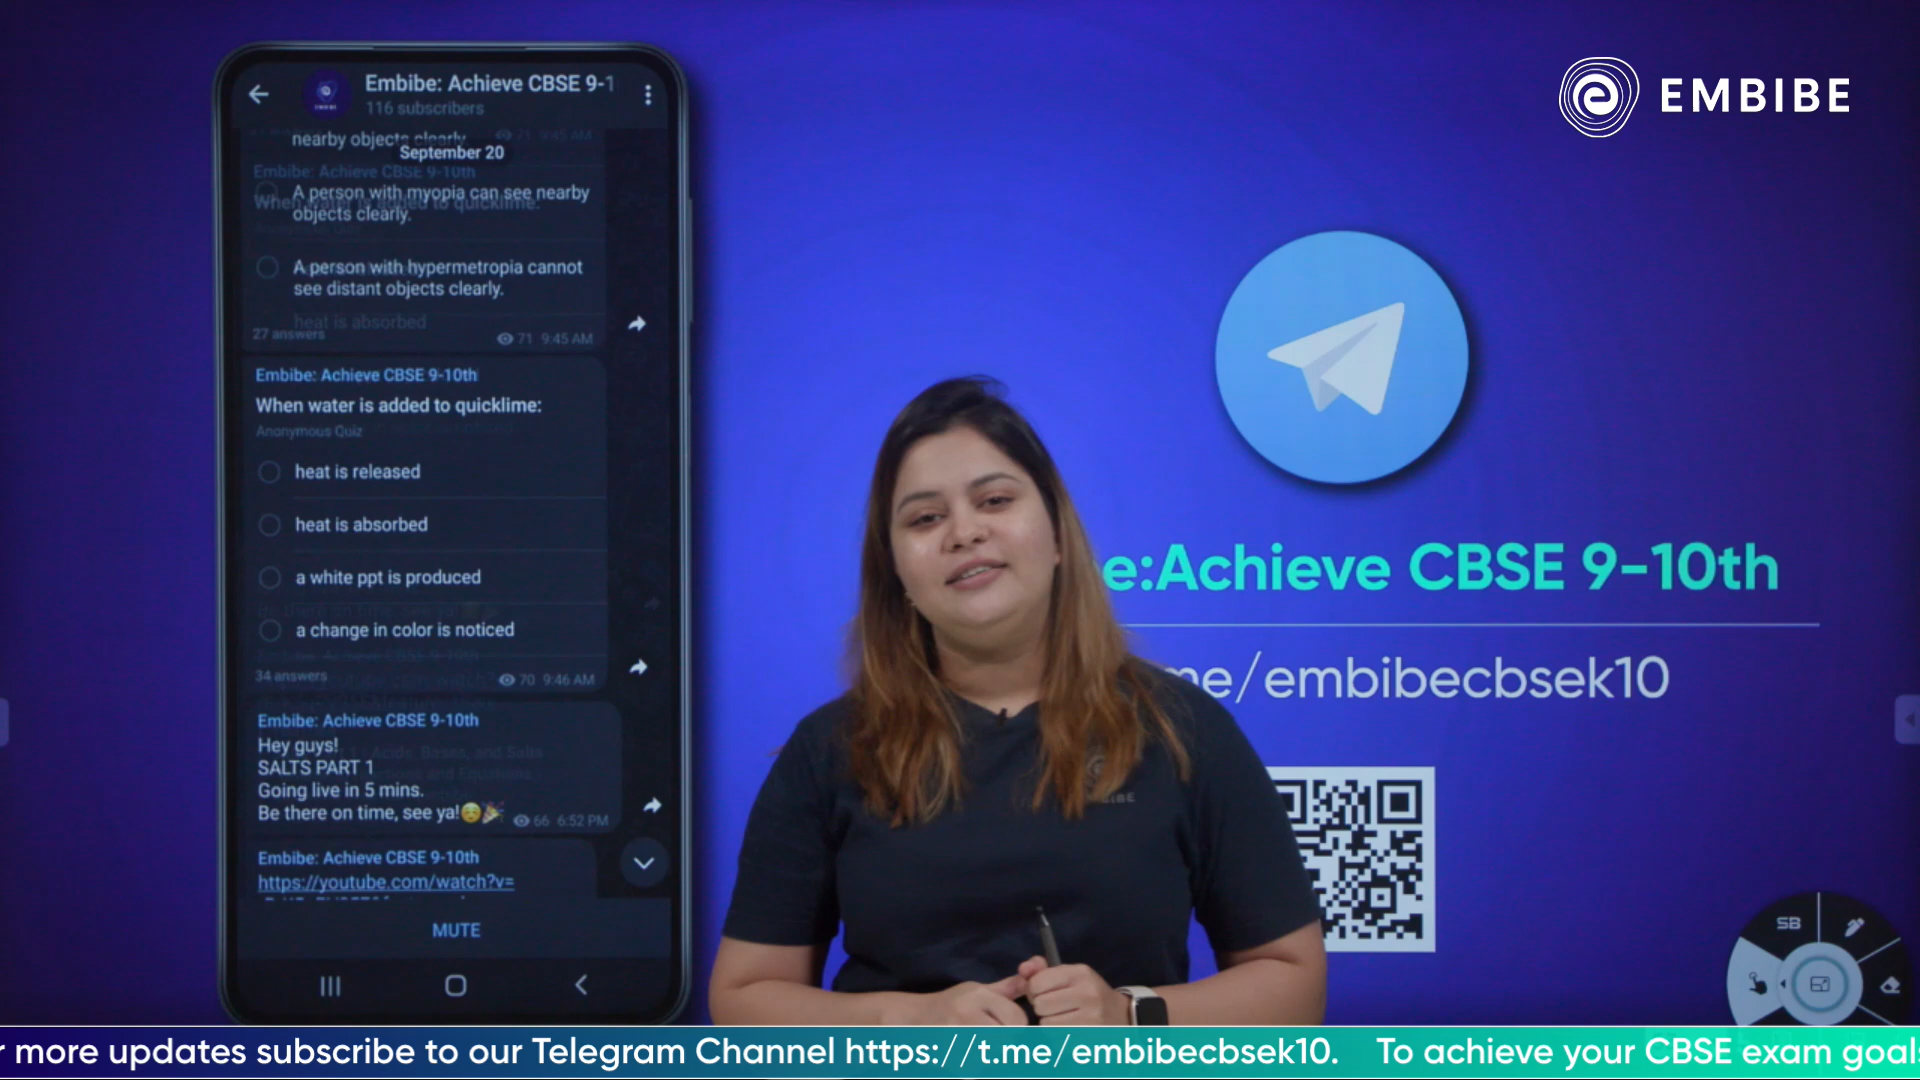 Embibe: Achieve CBSE 9-1
116 subscribers
nearby objects clearly.
September 20
A person with myopia can see nearby
objects clearly.
A person with hypermetropia cannot
see distant objects clearly.
heat is absorbed
27 answers
71 9:45 AM
Embibe: Achieve CBSE 9-10th
When water is added to quicklime:
Anonymous Quiz
heat is released
heat is absorbed
a white ppt is produced
a change in color is noticed
34 answers
70 9:46 AM
Embibe: Achieve CBSE 9-10th
Hey guys!
SALTS PART 1
Going live in 5 mins.
Be there on time, see ya!
66 6:52 PM
Embibe: Achieve CBSE 9-10th
https://youtube.com/watch?v=
MUTE
EMBIBE
e:Achieve CBSE 9-10th
me/embibecbsek10
SB
r more updates subscribe to our Telegram Channel https://t.me/embibecbsek10. To achieve your CBSE exam goals